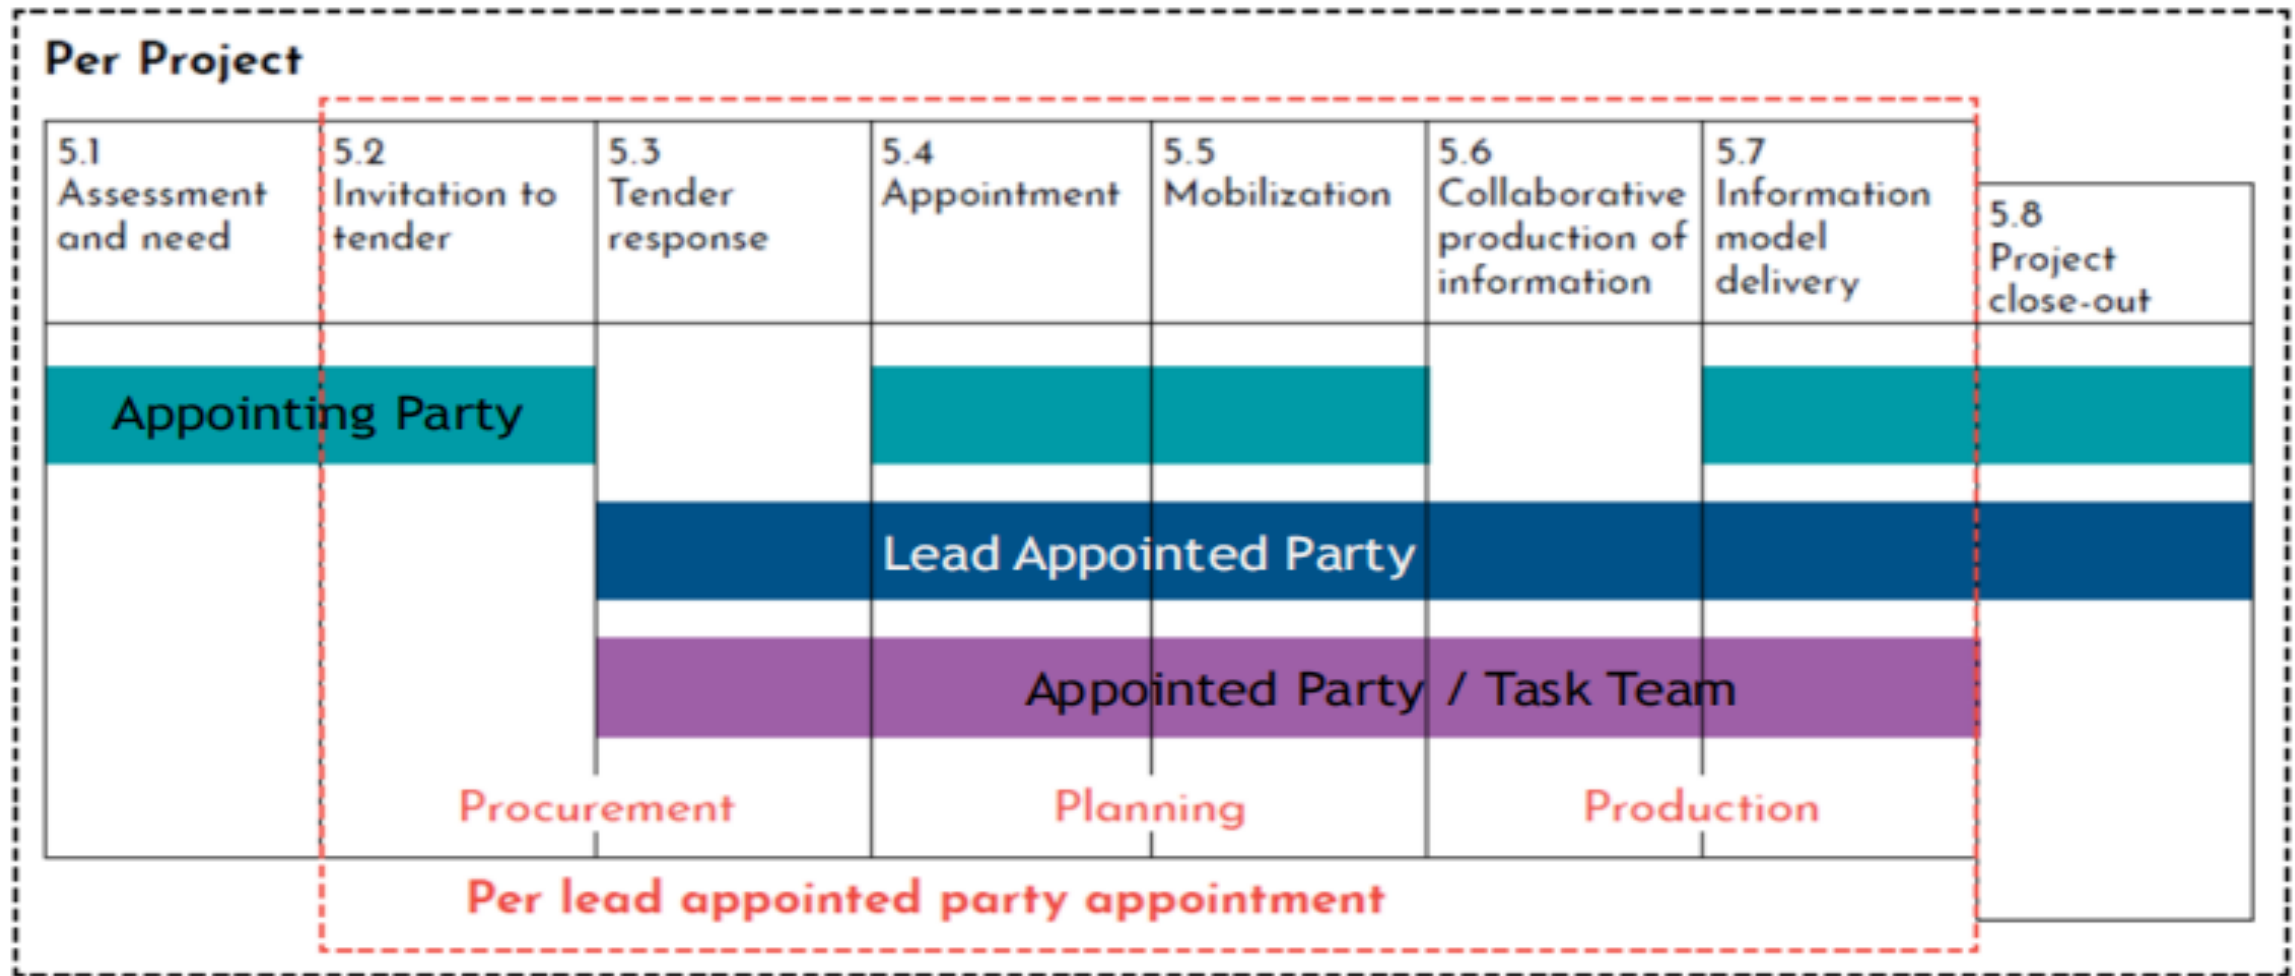 Per Project
5.1
Assessment
and need
5.2
Invitation to
tender
5.3
Tender
response
5.4
Appointment
5.5
Mobilization
5.6
Collaborative
production of
information
5.7
Information
model
delivery
5.8
Project
close-out
Appointing Party
Lead Appointed Party
Appointed Party / Task Team
Procurement
Planning
Production
Per lead appointed party appointment